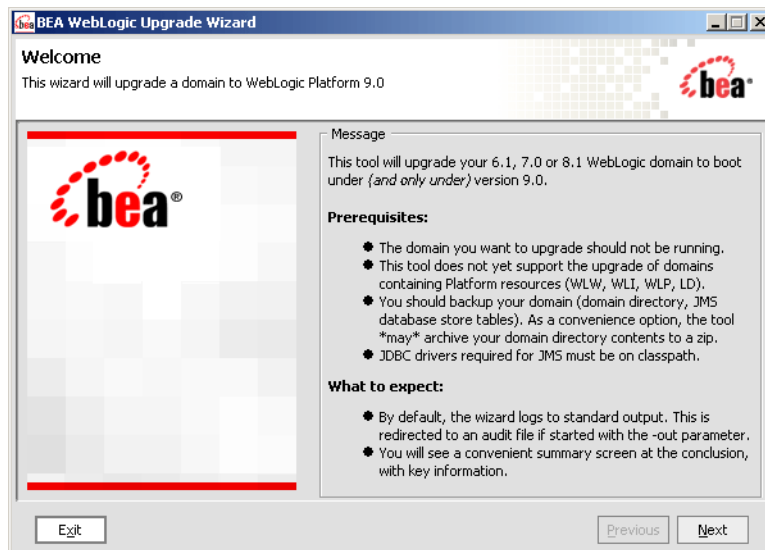 bea BEA WebLogic Upgrade Wizard
Welcome
This wizard will upgrade a domain to WebLogic Platform 9.0
bea
bea®
Message
This tool will upgrade your 6.1, 7.0 or 8.1 WebLogic domain to boot
under (and only under) version 9.0.
Prerequisites:
● The domain you want to upgrade should not be running.
● This tool does not yet support the upgrade of domains
containing Platform resources (WLW, WLI, WLP, LD).
● You should backup your domain (domain directory, JMS
database store tables). As a convenience option, the tool
*may* archive your domain directory contents to a zip.
● JDBC drivers required for JMS must be on classpath.
What to expect:
● By default, the wizard logs to standard output. This is
redirected to an audit file if started with the -out parameter.
● You will see a convenient summary screen at the conclusion,
with key information.
Exit
Previous
Next